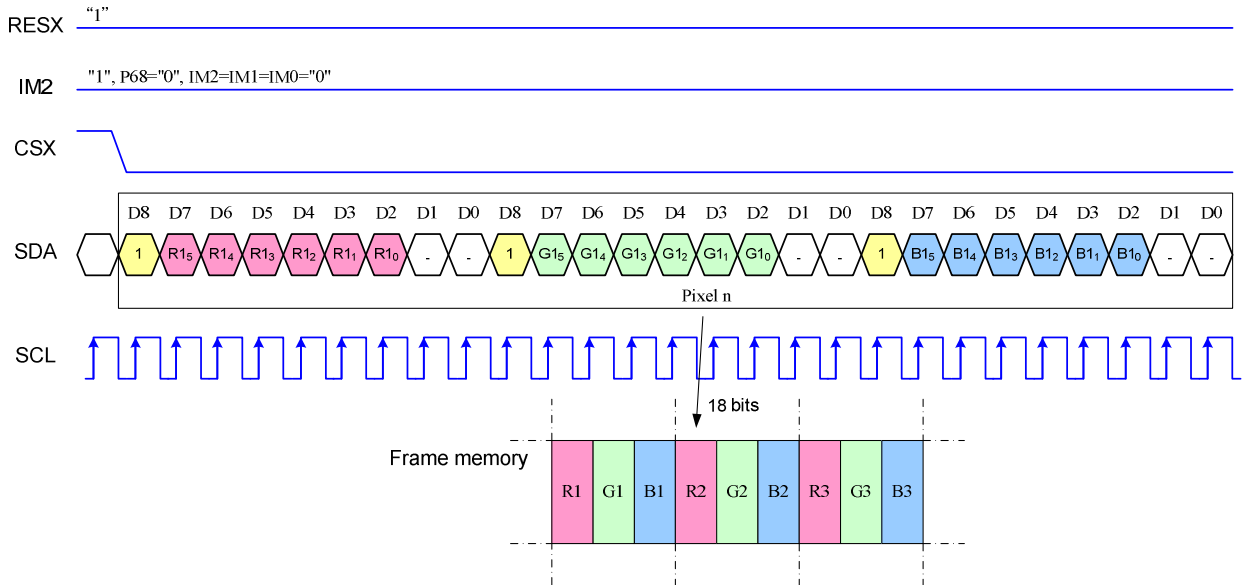 RESX “1”
IM2 "1", P68="0", IM2=IM1=IM0="0"
CSX
D8 D7 D6 D5 D4 D3 D2 D1 D0 D8 D7 D6 D5 D4 D3 D2 D1 D0 D8 D7 D6 D5 D4 D3 D2 D1 D0
SDA 1 R1₅ R1₄ R1₃ R1₂ R1₁ R1₀ - - 1 G1₅ G1₄ G1₃ G1₂ G1₁ G1₀ - - 1 B1₅ B1₄ B1₃ B1₂ B1₁ B1₀ - -
Pixel n
SCL
18 bits
Frame memory
R1 G1 B1 R2 G2 B2 R3 G3 B3